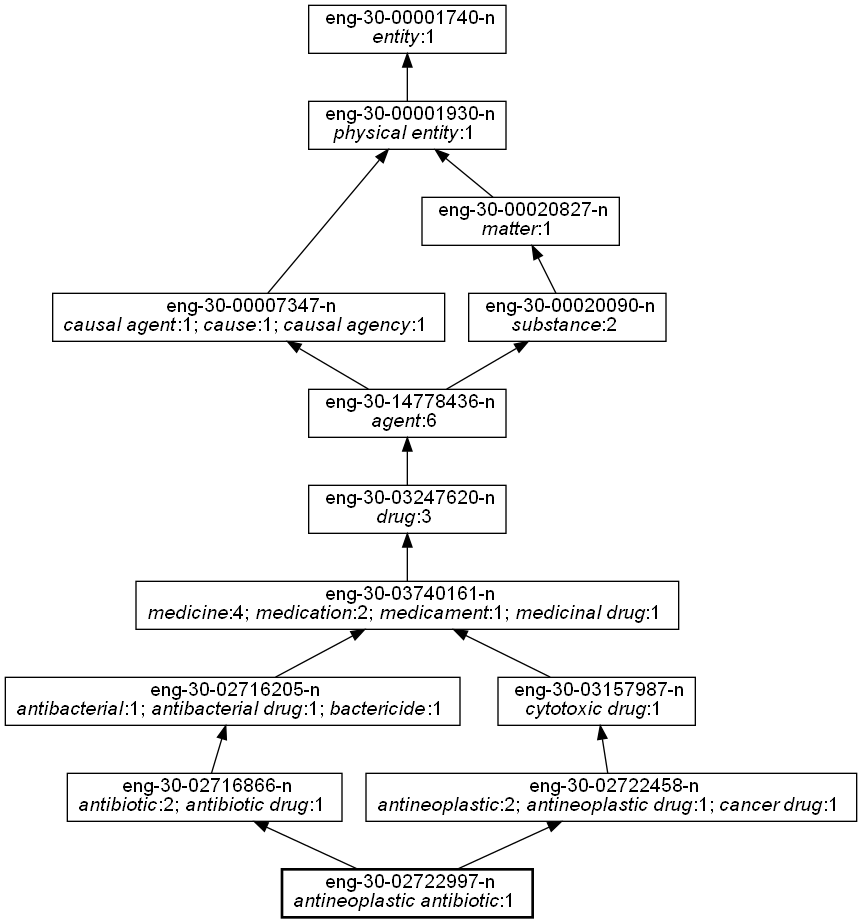 eng-30-00001740-n
entity:1
eng-30-00001930-n
physical entity:1
eng-30-00020827-n
matter:1
eng-30-00007347-n
causal agent:1; cause:1; causal agency:1
eng-30-00020090-n
substance:2
eng-30-14778436-n
agent:6
eng-30-03247620-n
drug:3
eng-30-03740161-n
medicine:4; medication:2; medicament:1; medicinal drug:1
eng-30-02716205-n
antibacterial:1; antibacterial drug:1; bactericide:1
eng-30-03157987-n
cytotoxic drug:1
eng-30-02716866-n
antibiotic:2; antibiotic drug:1
eng-30-02722458-n
antineoplastic:2; antineoplastic drug:1; cancer drug:1
eng-30-02722997-n
antineoplastic antibiotic:1